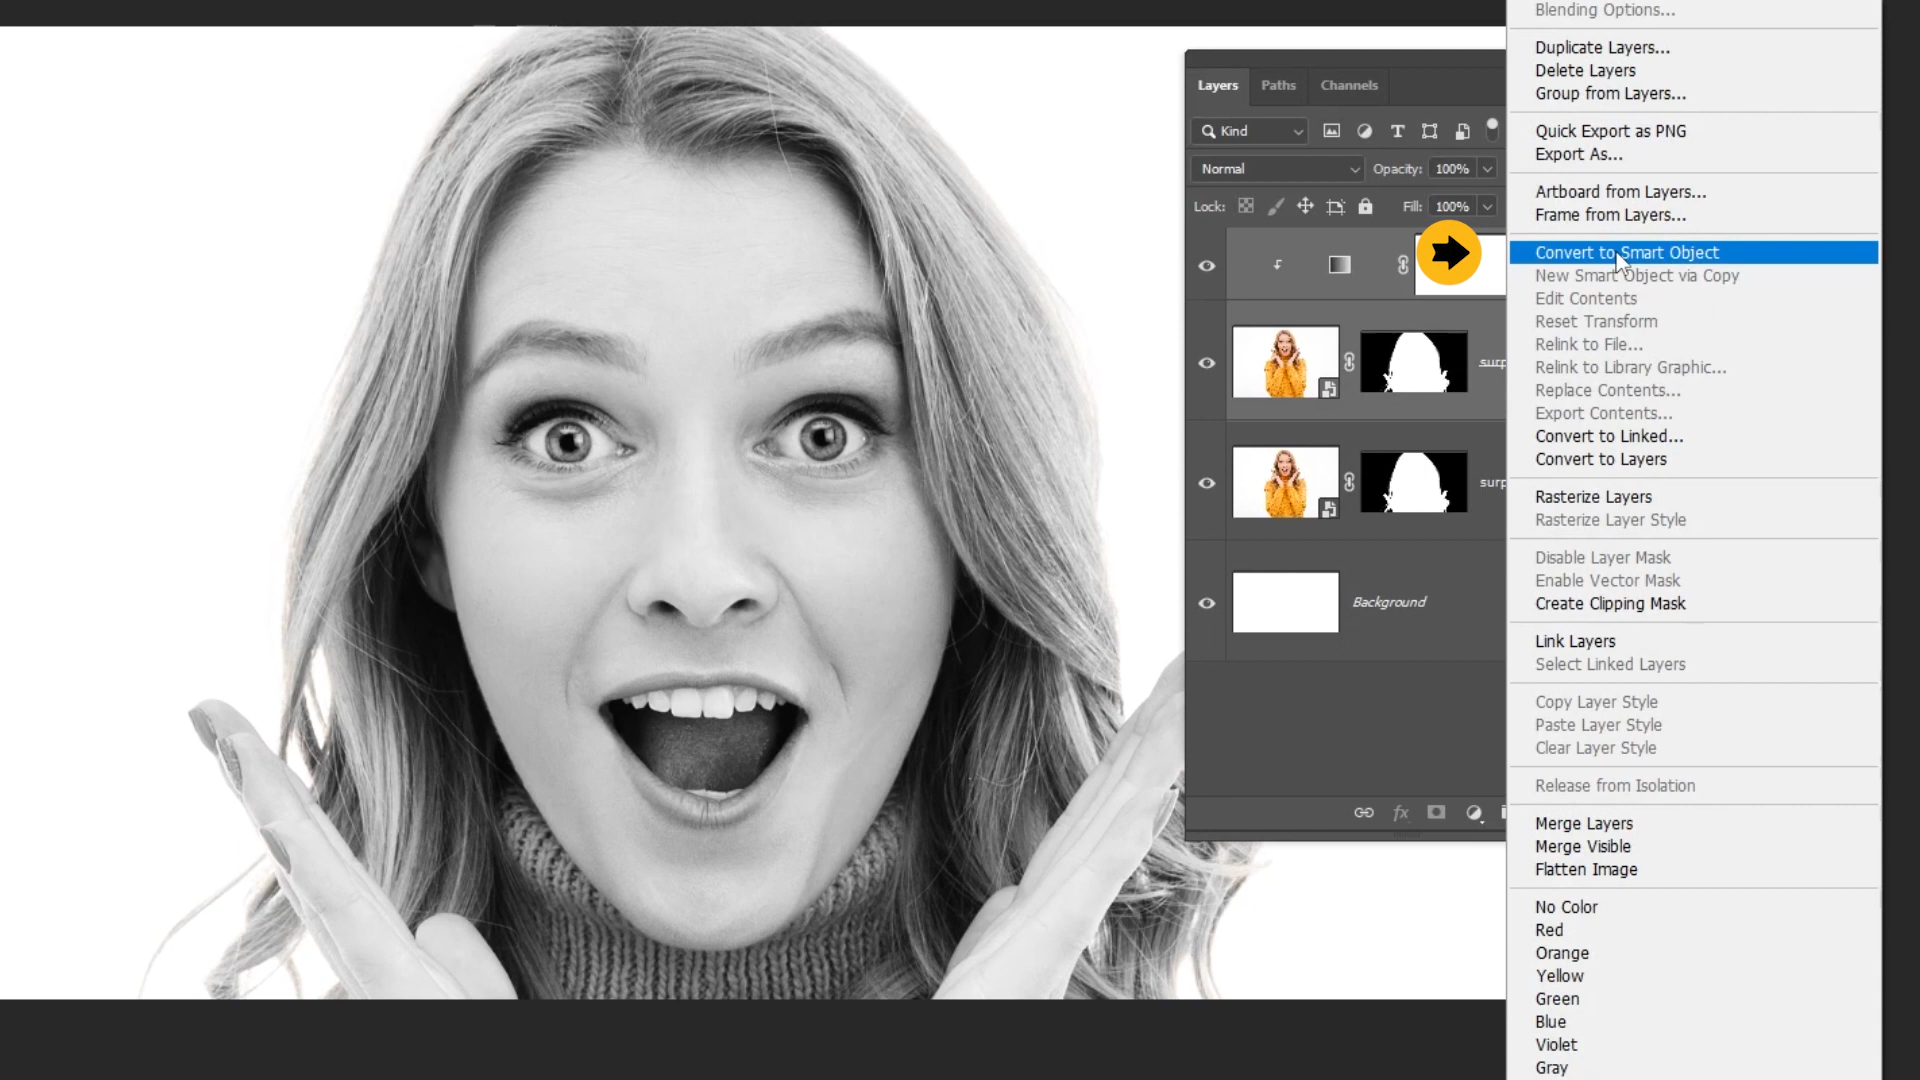 Layers Paths Channels
Kind
Normal Opacity: 100%
Lock: Fill: 100%
Background
fx
Blending Options...
Duplicate Layers...
Delete Layers
Group from Layers...
Quick Export as PNG
Export As...
Artboard from Layers...
Frame from Layers...
Convert to Smart Object
New Smart Object via Copy
Edit Contents
Reset Transform
Relink to File...
Relink to Library Graphic...
Replace Contents...
Export Contents...
Convert to Linked...
Convert to Layers
Rasterize Layers
Rasterize Layer Style
Disable Layer Mask
Enable Vector Mask
Create Clipping Mask
Link Layers
Select Linked Layers
Copy Layer Style
Paste Layer Style
Clear Layer Style
Release from Isolation
Merge Layers
Merge Visible
Flatten Image
No Color
Red
Orange
Yellow
Green
Blue
Violet
Gray